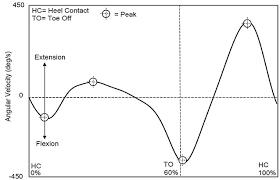 450
HC= Heel Contact
TO= Toe Off
= Peak
Extension
Angular Velocity (deg/s)
0
Flexion
-450
HC
0%
TO
60%
HC
100%